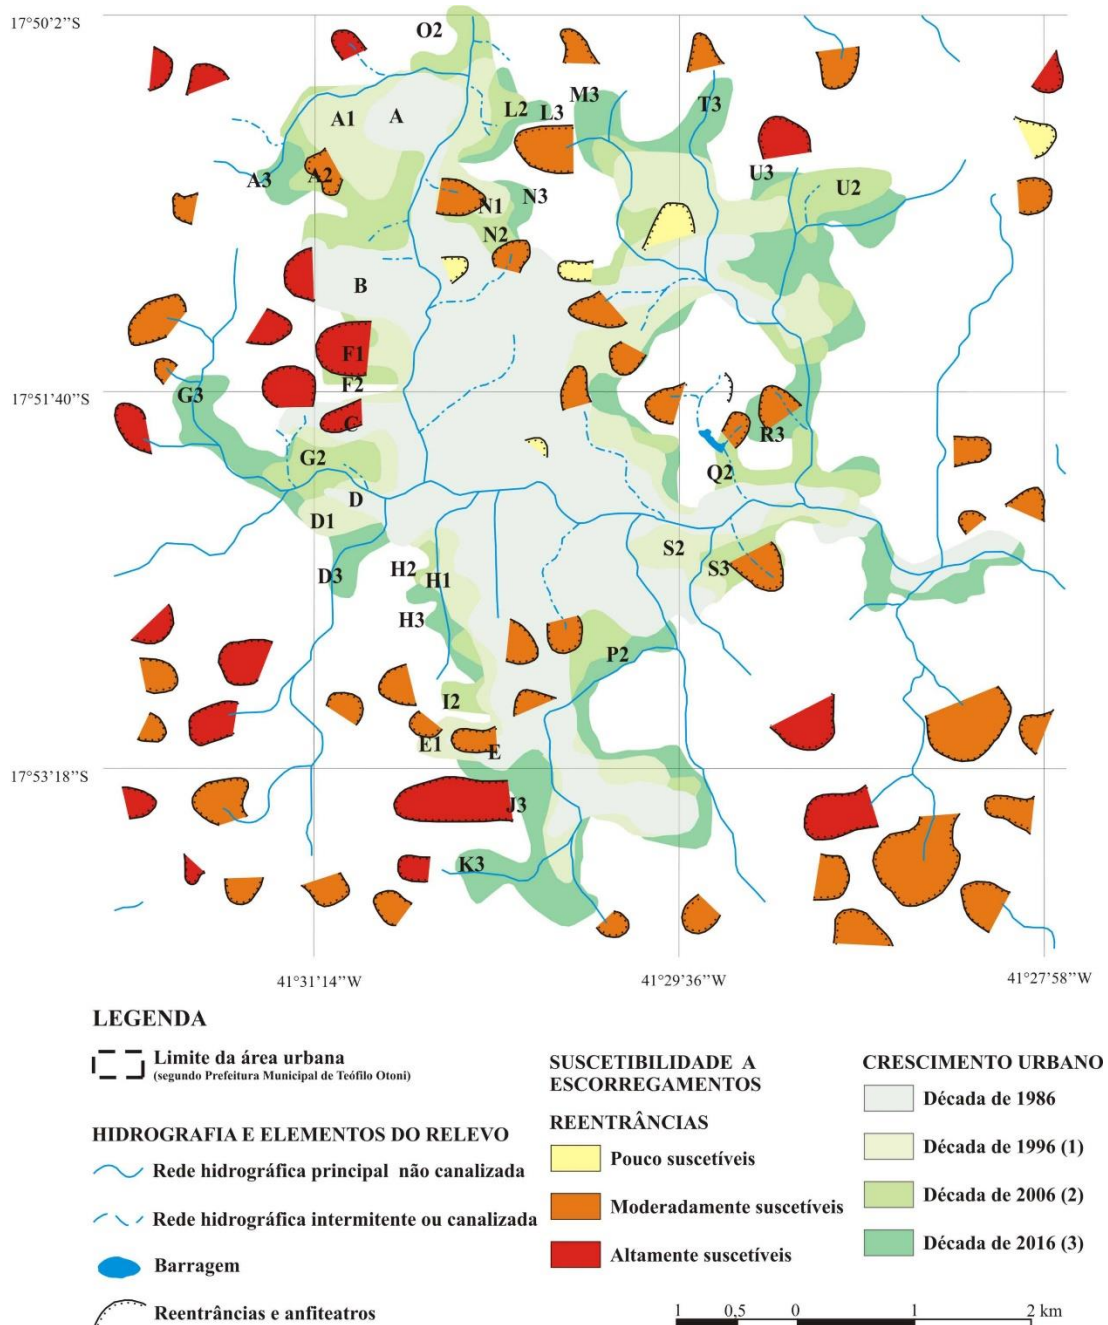 17°50'2’’S
O2
M3
T3
A1
A
L2
L3
A3
A2
U3
U2
N1
N3
N2
B
F1
F2
G3
17°51'40’’S
C
R3
G2
Q2
D
D1
S2
H2
H1
S3
D3
H3
P2
I2
E1
E
17°53'18’’S
J3
K3
41°31'14’’W
41°29'36’’W
41°27'58’’W
LEGENDA
Limite da área urbana
(segundo Prefeitura Municipal de Teófilo Otoni)
HIDROGRAFIA E ELEMENTOS DO RELEVO
Rede hidrográfica principal não canalizada
Rede hidrográfica intermitente ou canalizada
Barragem
Reentrâncias e anfiteatros
SUSCETIBILIDADE A
ESCORREGAMENTOS
REENTRÂNCIAS
Pouco suscetíveis
Moderadamente suscetíveis
Altamente suscetíveis
CRESCIMENTO URBANO
Década de 1986
Década de 1996 (1)
Década de 2006 (2)
Década de 2016 (3)
1 0,5 0 1 2 km